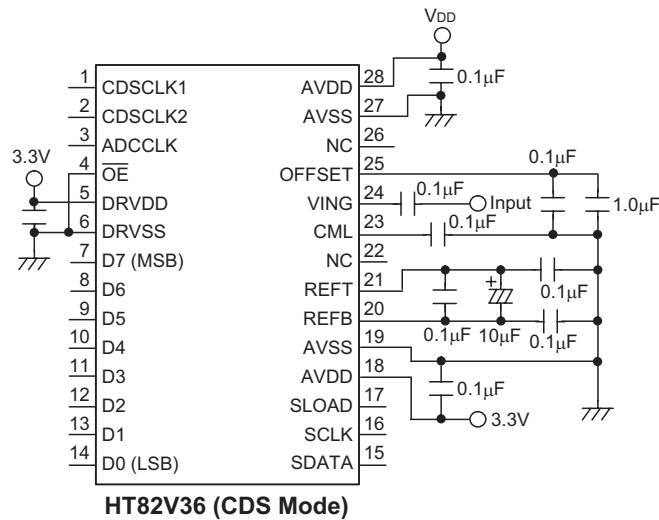 VDD
1 CDSCLK1 AVDD 28 0.1μF
2 CDSCLK2 AVSS 27
3 ADCCLK NC 26
3.3V 4 OE OFFSET 25 0.1μF
5 DRVDD VING 24 0.1μF Input 1.0μF
6 DRVSS CML 23 0.1μF
7 D7 (MSB) NC 22
8 D6 REFT 21 0.1μF
9 D5 REFB 20 0.1μF + 10μF 0.1μF
10 D4 AVSS 19
11 D3 AVDD 18 0.1μF
12 D2 SLOAD 17
13 D1 SCLK 16 3.3V
14 D0 (LSB) SDATA 15
HT82V36 (CDS Mode)